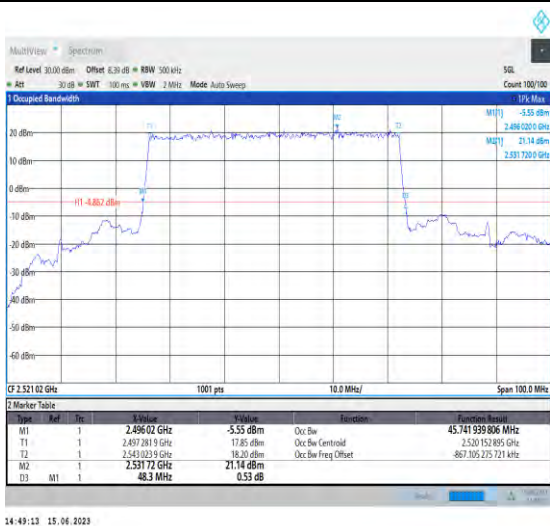 MultiView Spectrum
Ref Level 30.00 dBm Offset 8.39 dB RBW 500 kHz SGL
Att 30 dB SWT 100 ms VBW 2 MHz Mode Auto Sweep Count 100/100
1 Occupied Bandwidth 1Pk Max
M1[1] -5.55 dBm
2.496 020 0 GHz
21.14 dBm
2.531 720 0 GHz
M2
T1
T2
20 dBm
10 dBm
0 dBm
H1 -4.862 dBm
-10 dBm
-20 dBm
-30 dBm
-40 dBm
-50 dBm
-60 dBm
CF 2.521 02 GHz 1001 pts 10.0 MHz/ Span 100.0 MHz
2 Marker Table
Type Ref Trc X-Value Y-Value Function Function Result
M1 1 2.496 02 GHz -5.55 dBm Occ Bw 45.741 939 806 MHz
T1 1 2.497 281 9 GHz 17.85 dBm Occ Bw Centroid 2.520 152 895 GHz
T2 1 2.543 023 9 GHz 18.20 dBm Occ Bw Freq Offset -867.105 275 721 kHz
M2 1 2.531 72 GHz 21.14 dBm
D3 M1 1 48.3 MHz 0.53 dB
14:49:13 15.06.2023